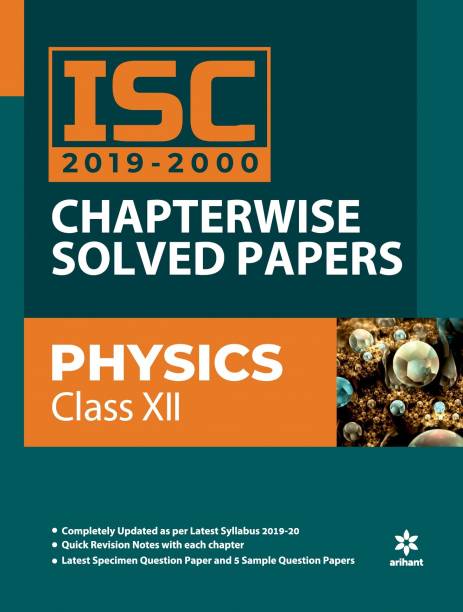 ISC
2019-2000
CHAPTERWISE
SOLVED PAPERS
PHYSICS
Class XII
• Completely Updated as per Latest Syllabus 2019-20
• Quick Revision Notes with each chapter
• Latest Specimen Question Paper and 5 Sample Question Papers
arihant